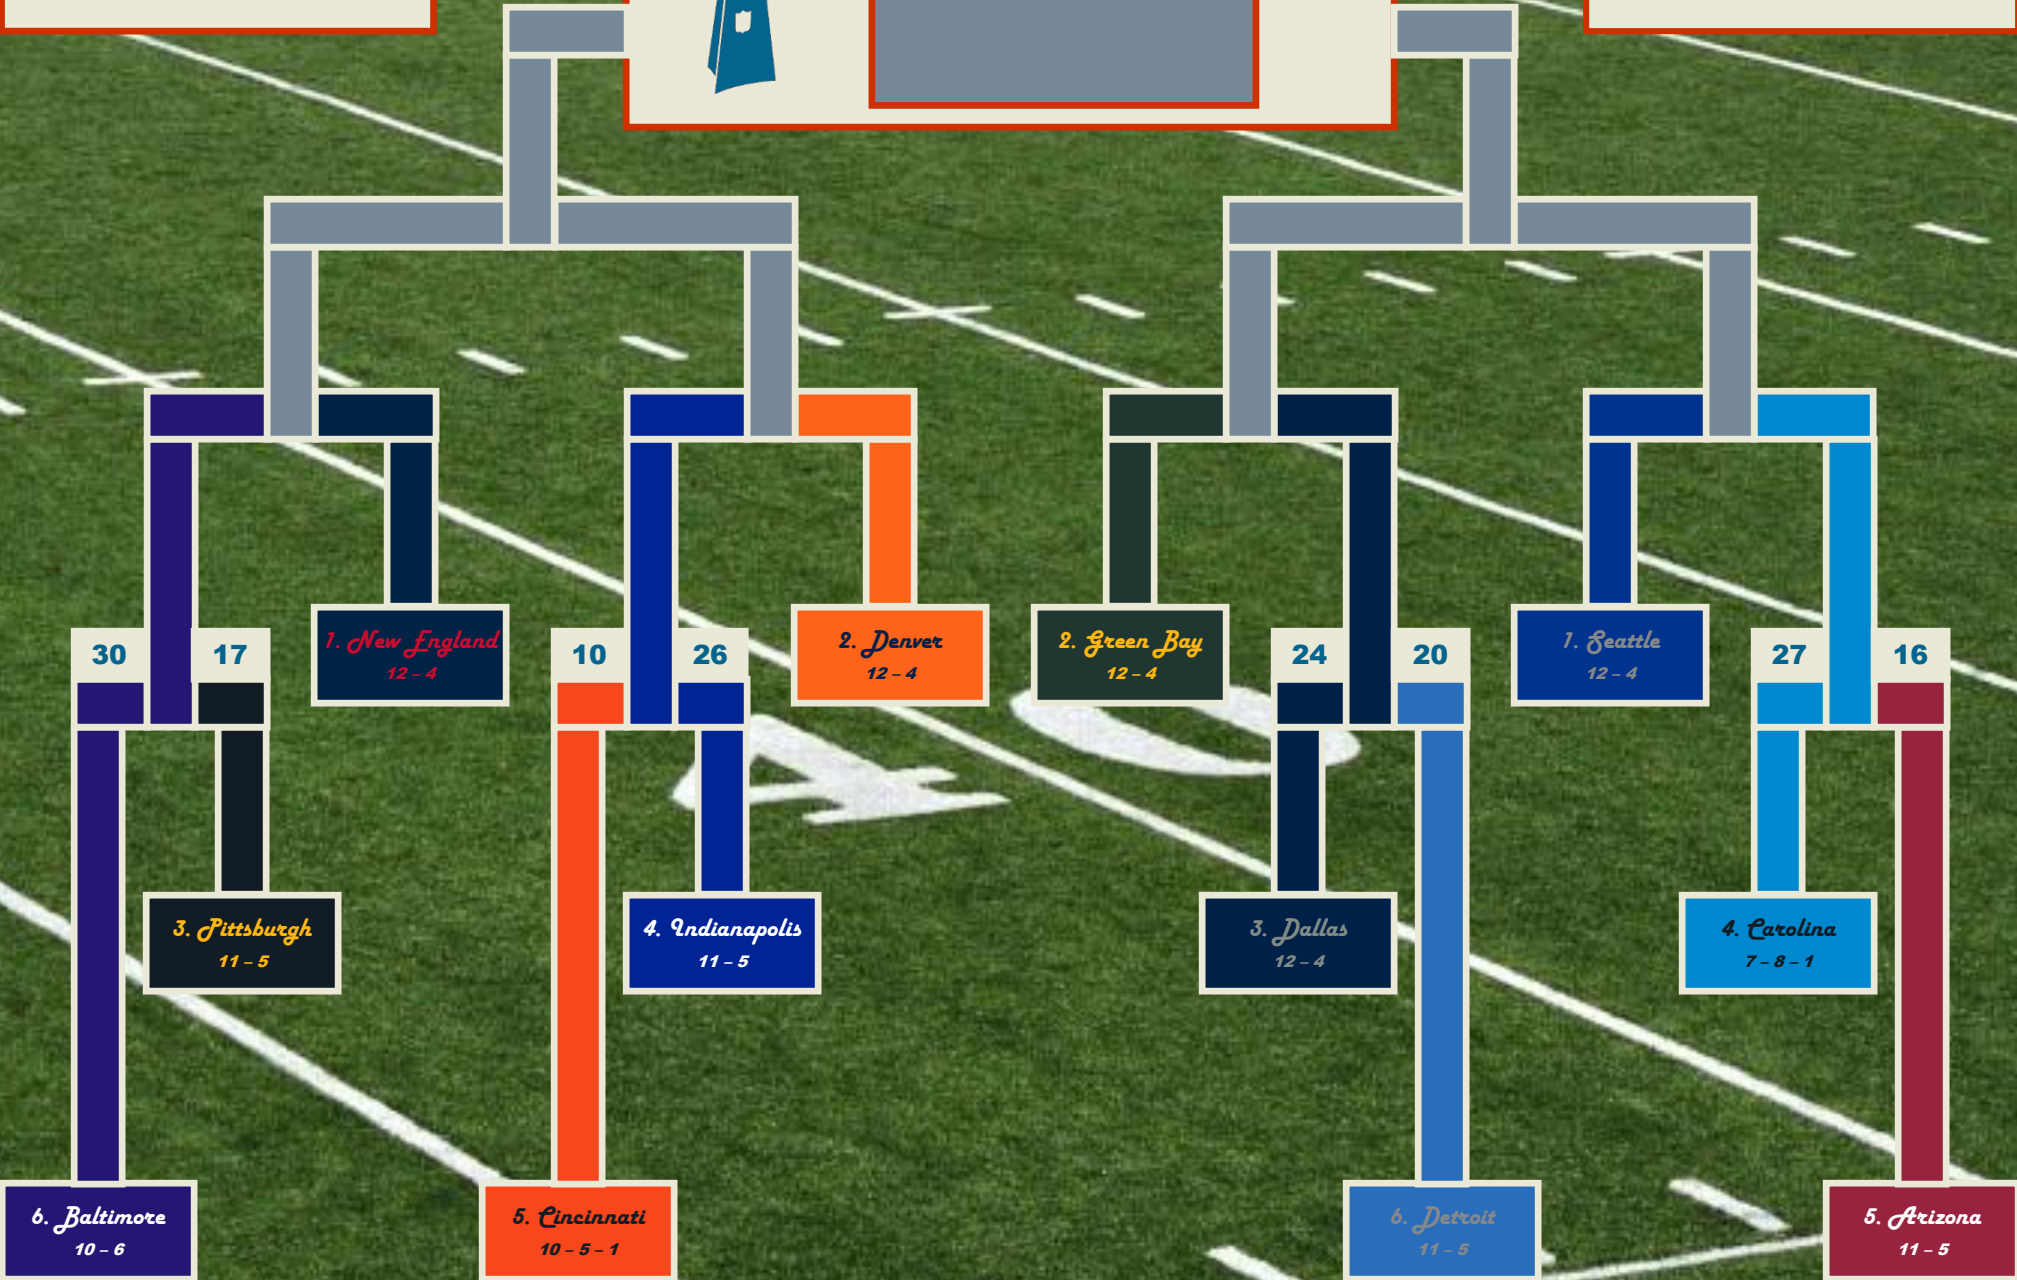 1. New England
12 – 4
2. Denver
12 – 4
2. Green Bay
12 – 4
1. Seattle
12 – 4
30 17
10 26
24 20
27 16
3. Pittsburgh
11 – 5
4. Indianapolis
11 – 5
3. Dallas
12 – 4
4. Carolina
7 – 8 – 1
40
6. Baltimore
10 – 6
5. Cincinnati
10 – 5 – 1
6. Detroit
11 – 5
5. Arizona
11 – 5